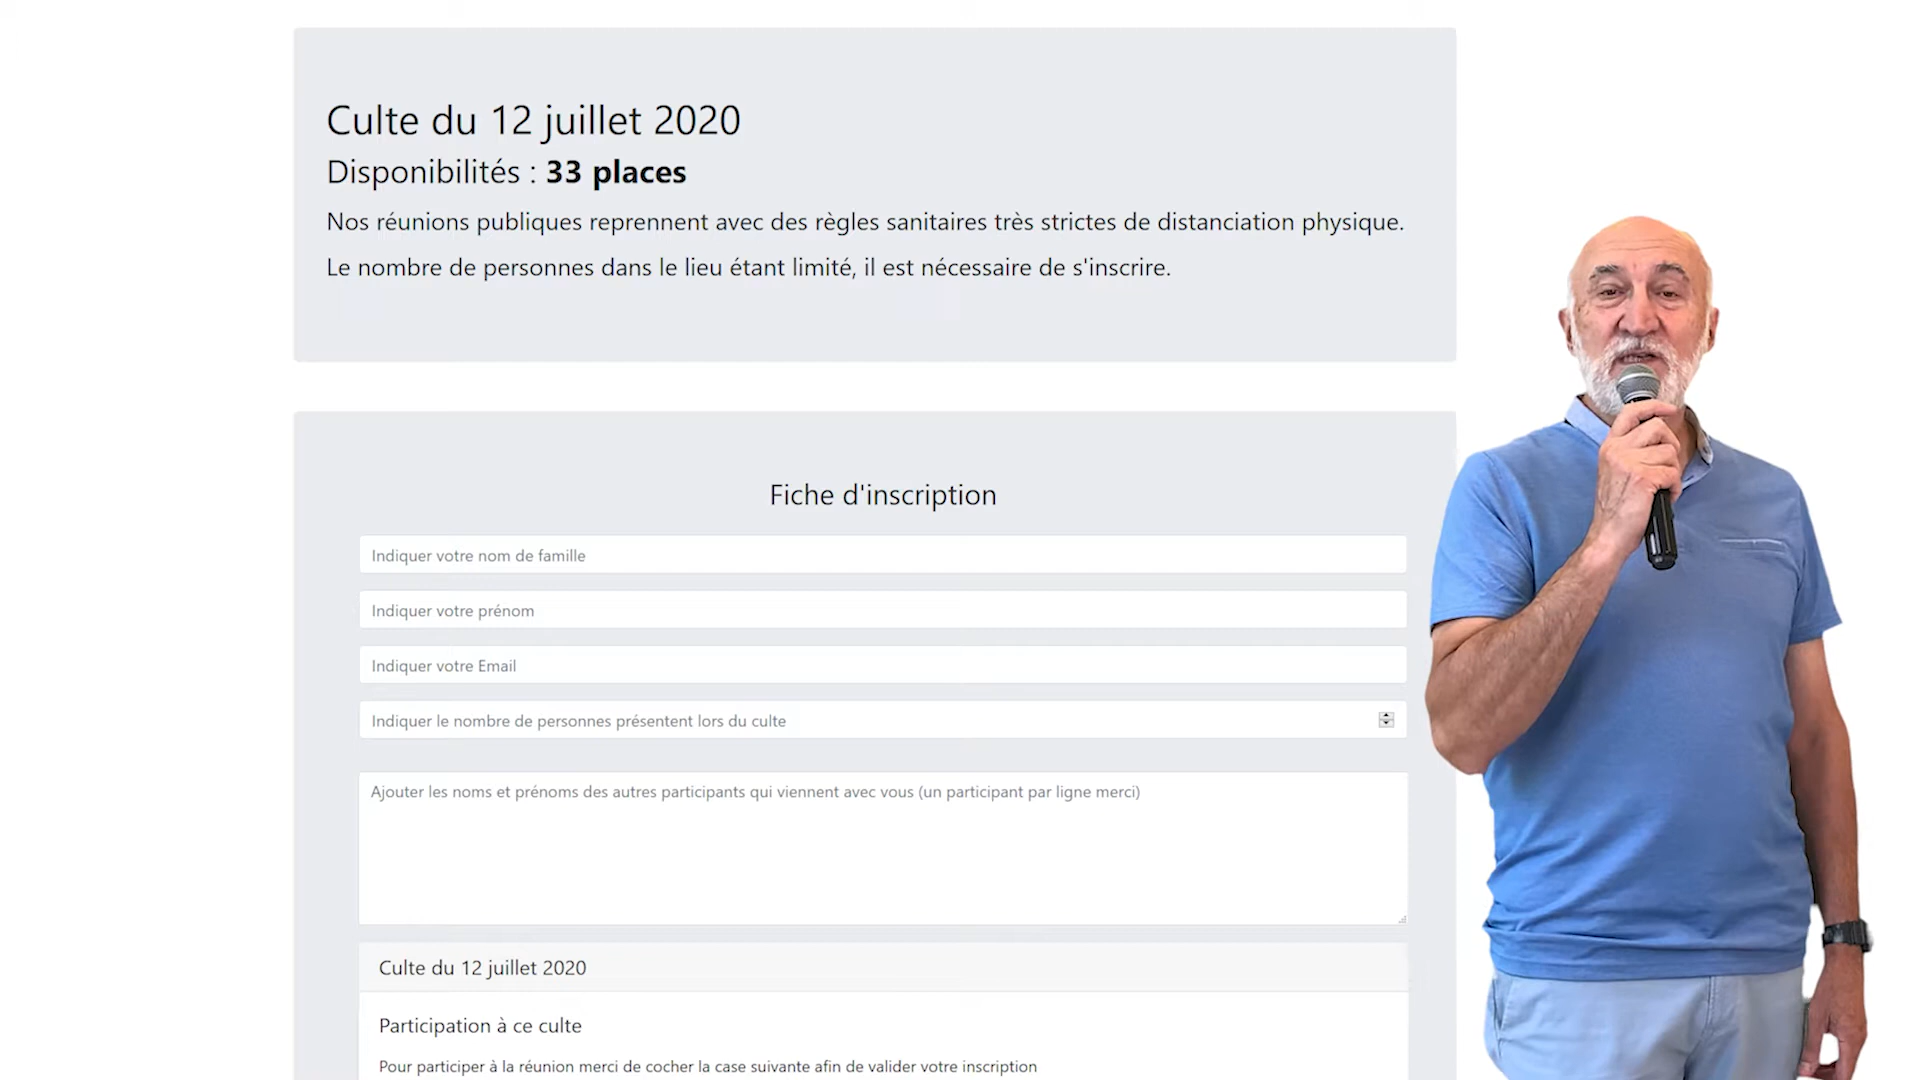 Culte du 12 juillet 2020
Disponibilités : 33 places
Nos réunions publiques reprennent avec des règles sanitaires très strictes de distanciation physique.
Le nombre de personnes dans le lieu étant limité, il est nécessaire de s'inscrire.
Fiche d'inscription
Indiquer votre nom de famille
Indiquer votre prénom
Indiquer votre Email
Indiquer le nombre de personnes présentent lors du culte
Ajouter les noms et prénoms des autres participants qui viennent avec vous (un participant par ligne merci)
Culte du 12 juillet 2020
Participation à ce culte
Pour participer à la réunion merci de cocher la case suivante afin de valider votre inscription